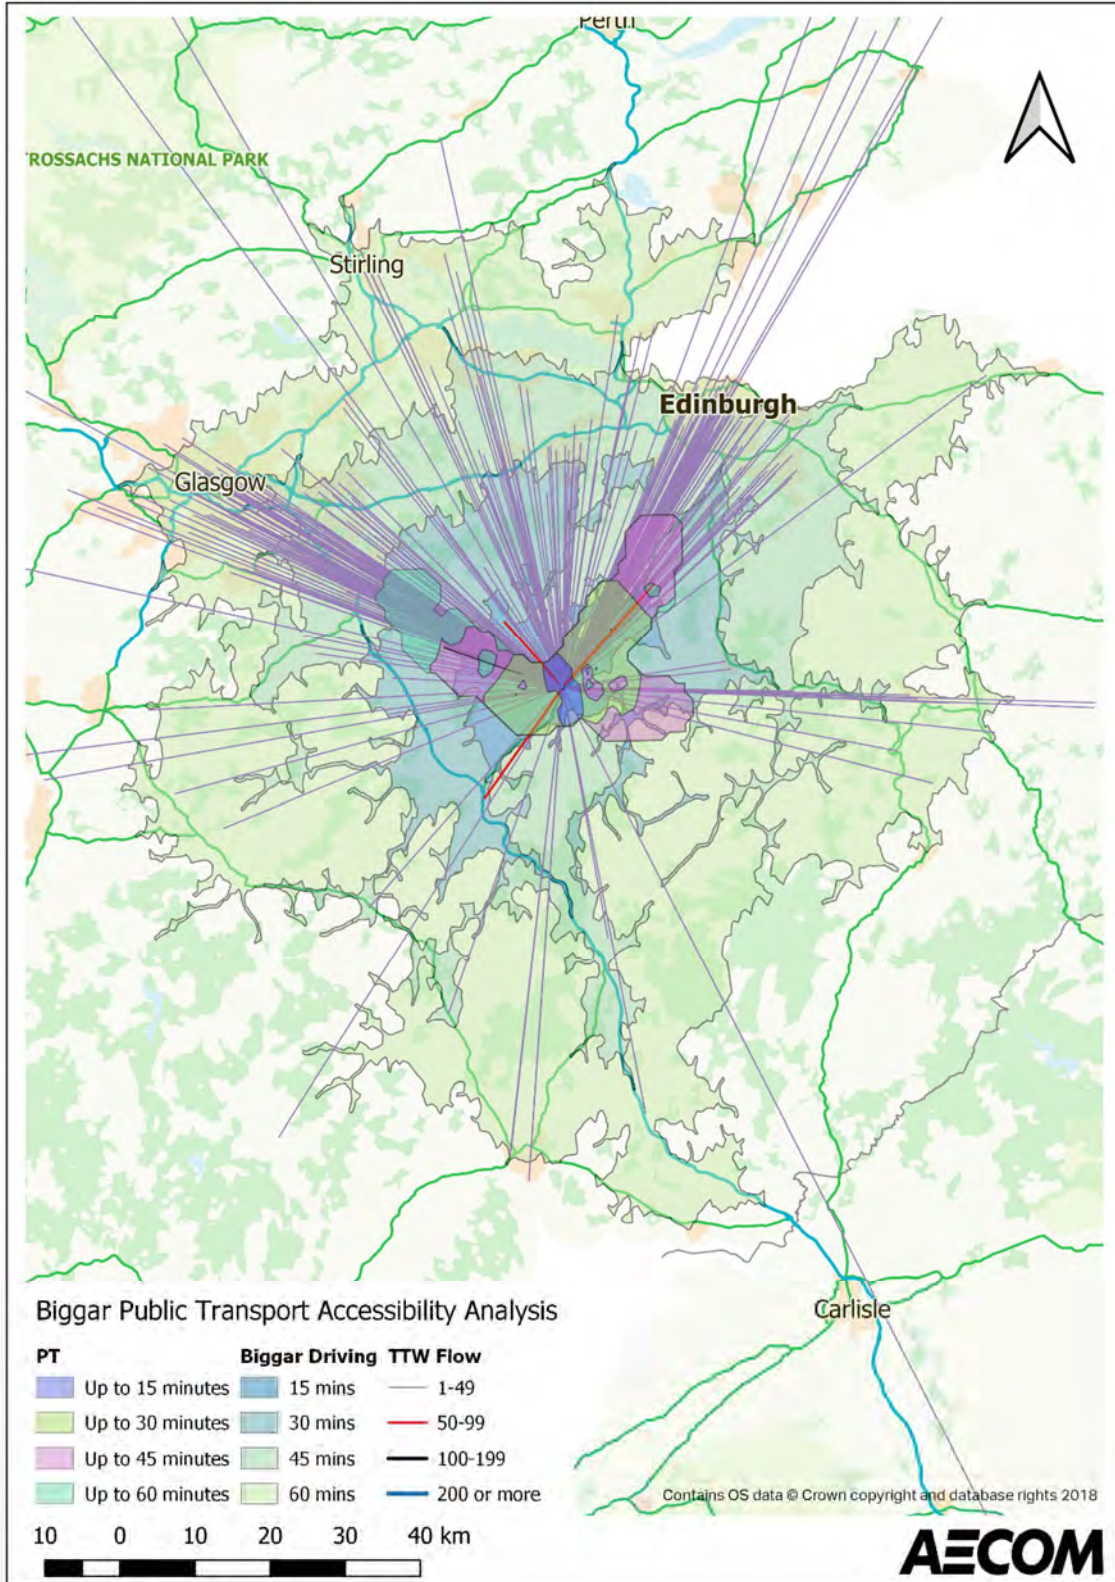 Perth
ROSSACHS NATIONAL PARK
Stirling
Edinburgh
Glasgow
Carlisle
Biggar Public Transport Accessibility Analysis
PT Biggar Driving TTW Flow
Up to 15 minutes 15 mins 1-49
Up to 30 minutes 30 mins 50-99
Up to 45 minutes 45 mins 100-199
Up to 60 minutes 60 mins 200 or more
Contains OS data © Crown copyright and database rights 2018
10 0 10 20 30 40 km
AECOM